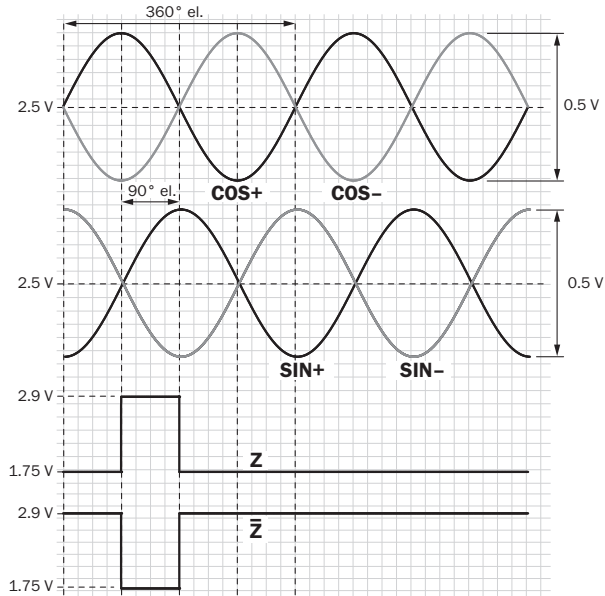 360° el.
2.5 V
0.5 V
COS+ COS–
90° el.
2.5 V
0.5 V
SIN+ SIN–
2.9 V
Z
1.75 V
2.9 V
Z̅
1.75 V